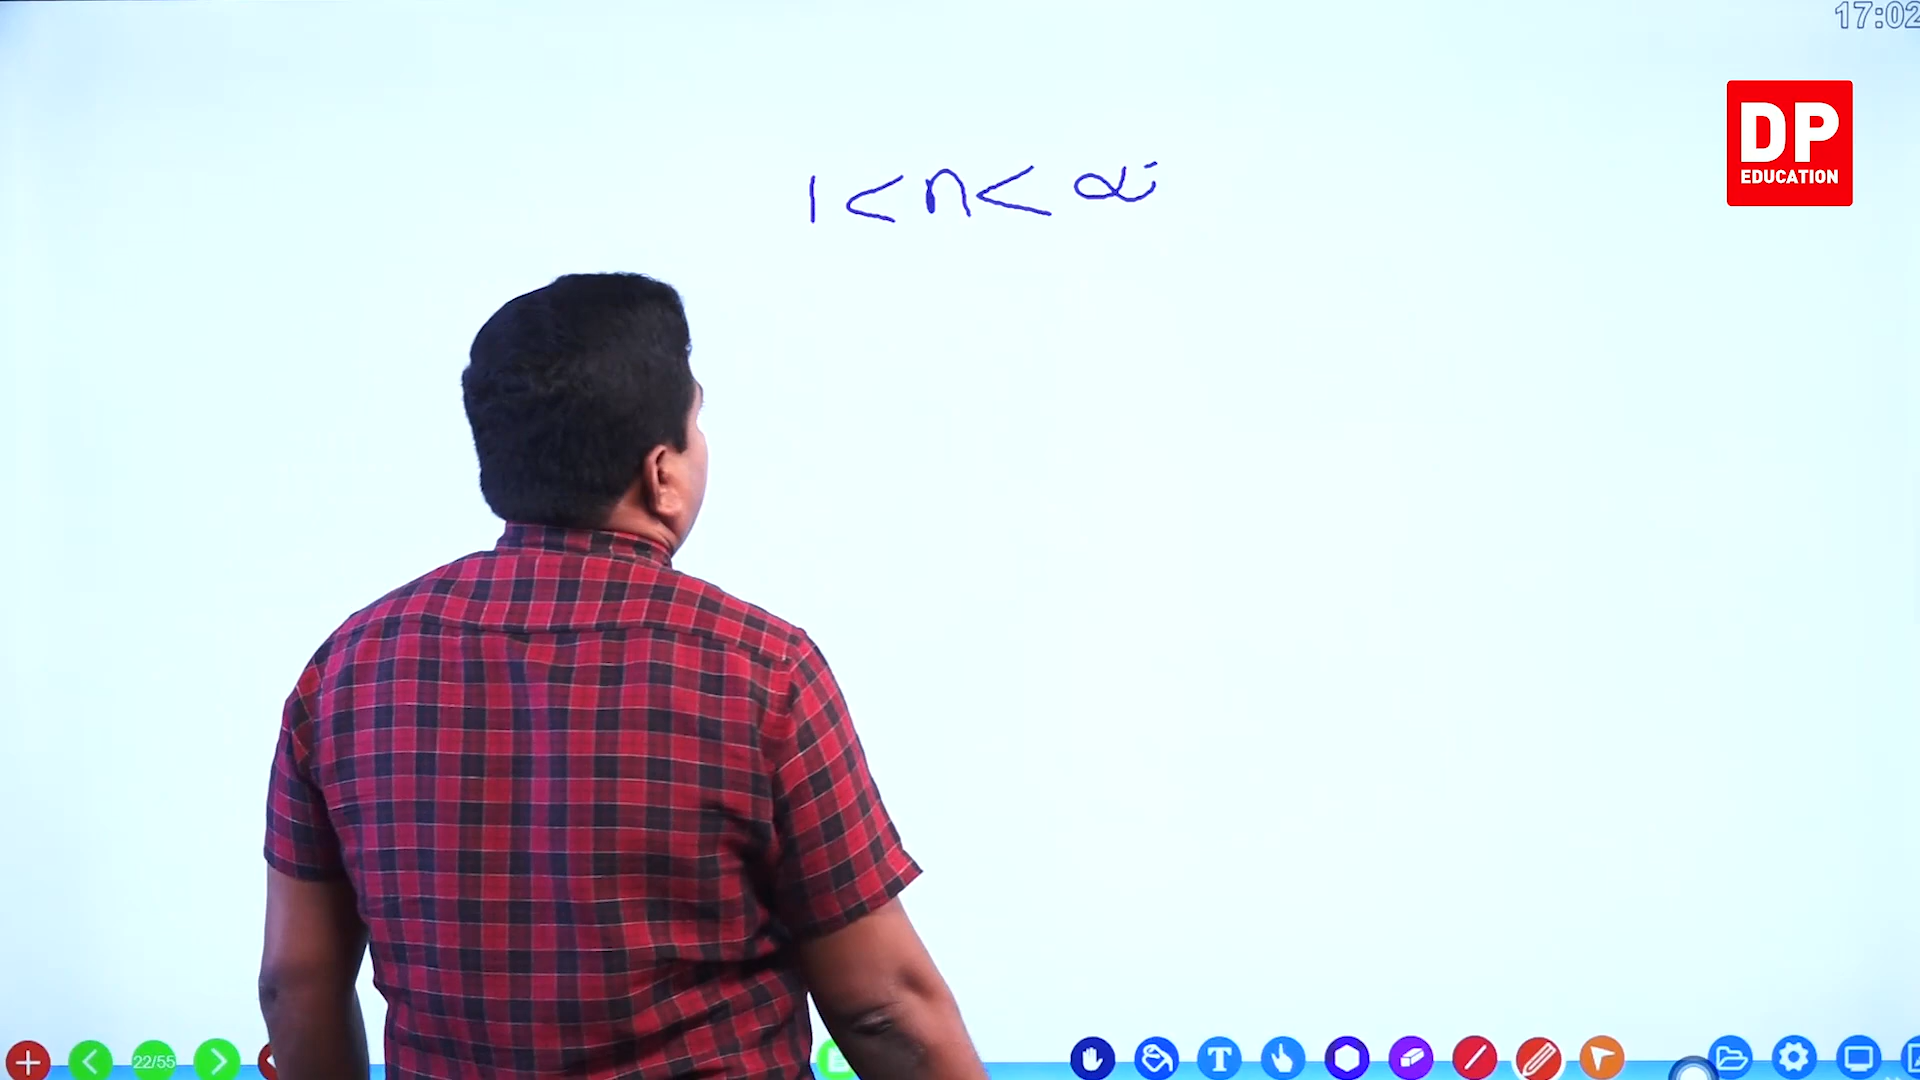 17:02
DP
EDUCATION
1 < n < ∞
22/55
T